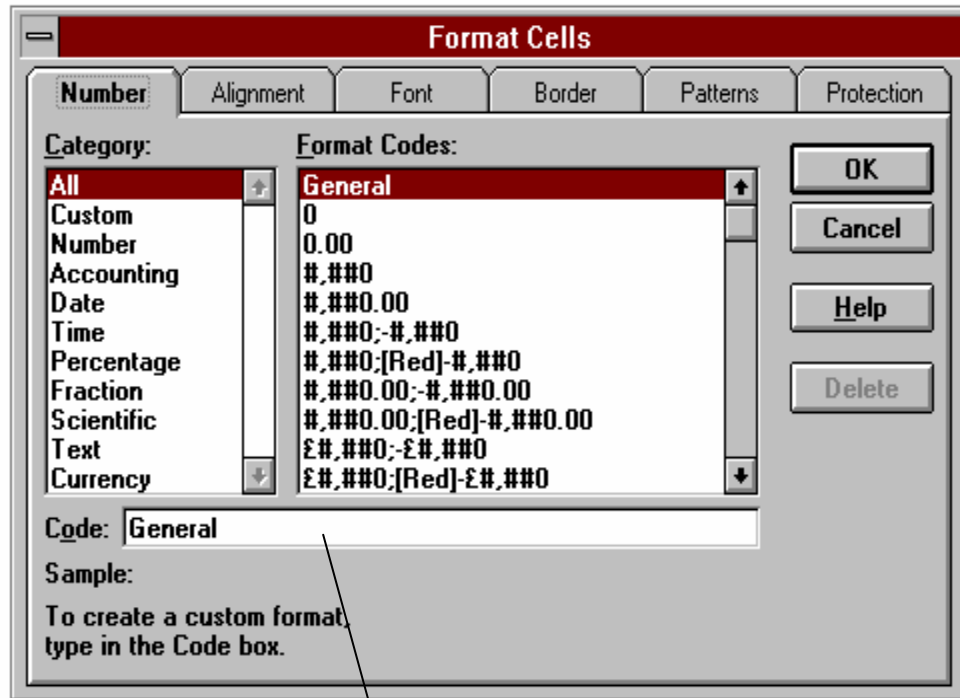 Format Cells
Number Alignment Font Border Patterns Protection
Category:
All
Custom
Number
Accounting
Date
Time
Percentage
Fraction
Scientific
Text
Currency
Format Codes:
General
0
0.00
#,##0
#,##0.00
#,##0;-#,##0
#,##0;[Red]-#,##0
#,##0.00;-#,##0.00
#,##0.00;[Red]-#,##0.00
£#,##0;-£#,##0
£#,##0;[Red]-£#,##0
OK
Cancel
Help
Delete
Code: General
Sample:
To create a custom format,
type in the Code box.